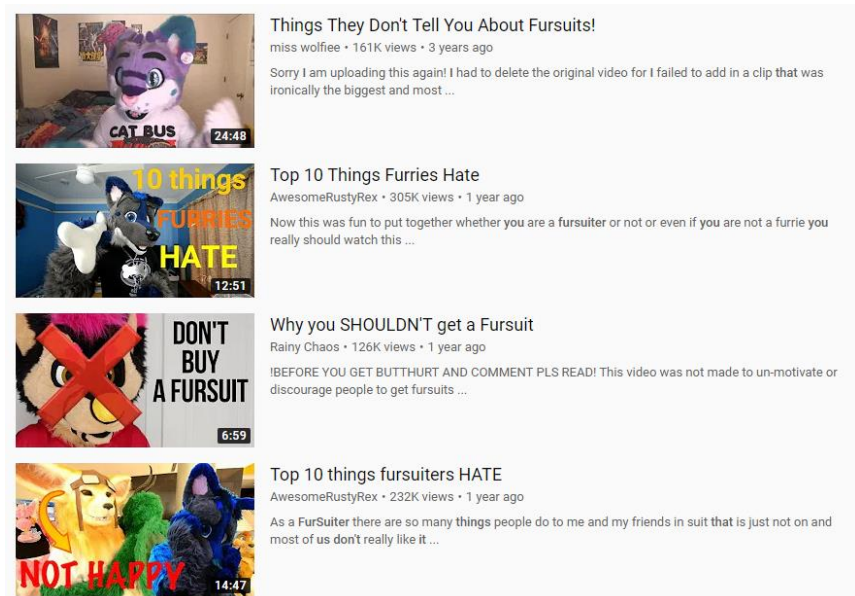 Things They Don't Tell You About Fursuits!
miss wolfiee • 161K views • 3 years ago
Sorry I am uploading this again! I had to delete the original video for I failed to add in a clip that was
ironically the biggest and most ...
CAT BUS
24:48
Top 10 Things Furries Hate
AwesomeRustyRex • 305K views • 1 year ago
Now this was fun to put together whether you are a fursuiter or not or even if you are not a furrie you
really should watch this ...
10 things
FURRIES
HATE
12:51
Why you SHOULDN'T get a Fursuit
Rainy Chaos • 126K views • 1 year ago
!BEFORE YOU GET BUTTHURT AND COMMENT PLS READ! This video was not made to un-motivate or
discourage people to get fursuits ...
DON'T
BUY
A FURSUIT
6:59
Top 10 things fursuiters HATE
AwesomeRustyRex • 232K views • 1 year ago
As a FurSuiter there are so many things people do to me and my friends in suit that is just not on and
most of us don't really like it ...
NOT HAPPY
14:47